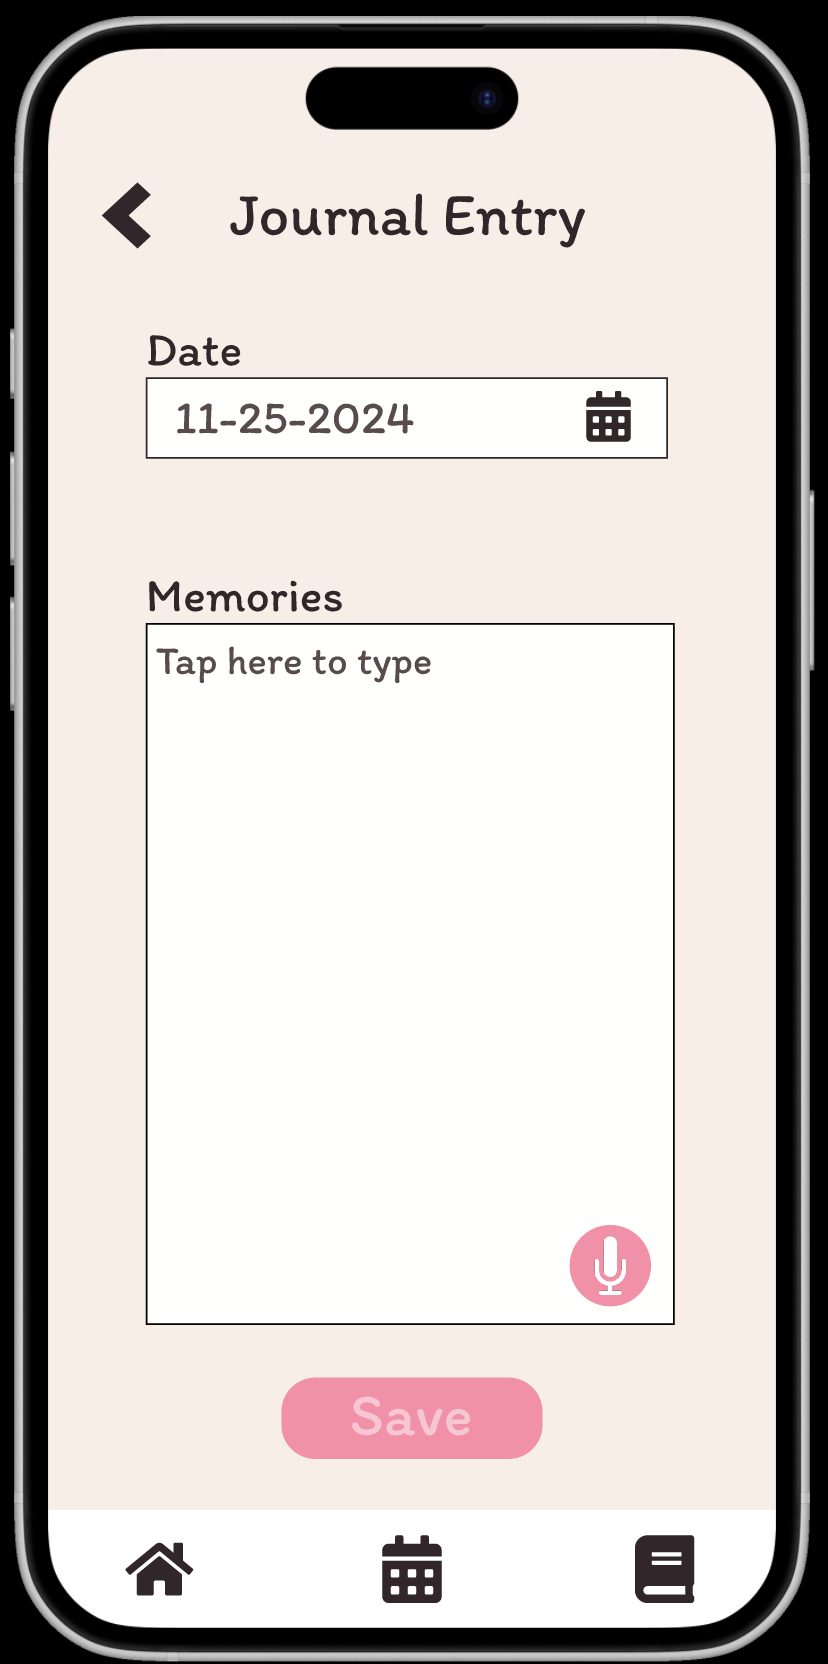 Journal Entry
Date
11-25-2024
Memories
Tap here to type
Save